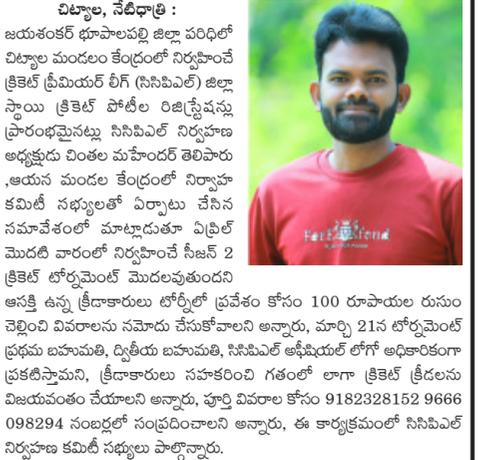 చిట్యాల, నేటిధాత్రి :
జయశంకర్ భూపాలపల్లి జిల్లా పరిధిలో
చిట్యాల మండలం కేంద్రంలో నిర్వహించే
క్రికెట్ ప్రీమియర్ లీగ్ (సిసిపిఎల్) జిల్లా
స్థాయి క్రికెట్ పోటీల రిజిస్ట్రేషన్లు
ప్రారంభమైనట్లు సిసిపిఎల్ నిర్వహణ
అధ్యక్షుడు చింతల మహేందర్ తెలిపారు
,ఆయన మండల కేంద్రంలో నిర్వాహ
కమిటీ సభ్యులతో ఏర్పాటు చేసిన
సమావేశంలో మాట్లాడుతూ ఏప్రిల్
మొదటి వారంలో నిర్వహించే సీజన్ 2
క్రికెట్ టోర్నమెంట్ మొదలవుతుందని
ఆసక్తి ఉన్న క్రీడాకారులు టోర్నీలో ప్రవేశం కోసం 100 రూపాయల రుసుం
చెల్లించి వివరాలను నమోదు చేసుకోవాలని అన్నారు, మార్చి 21న టోర్నమెంట్
ప్రథమ బహుమతి, ద్వితీయ బహుమతి, సిసిపిఎల్ అఫీషియల్ లోగో అధికారికంగా
ప్రకటిస్తామని, క్రీడాకారులు సహకరించి గతంలో లాగా క్రికెట్ క్రీడలను
విజయవంతం చేయాలని అన్నారు, పూర్తి వివరాల కోసం 9182328152 9666
098294 నంబర్లలో సంప్రదించాలని అన్నారు, ఈ కార్యక్రమంలో సిసిపిఎల్
నిర్వహణ కమిటీ సభ్యులు పాల్గొన్నారు.